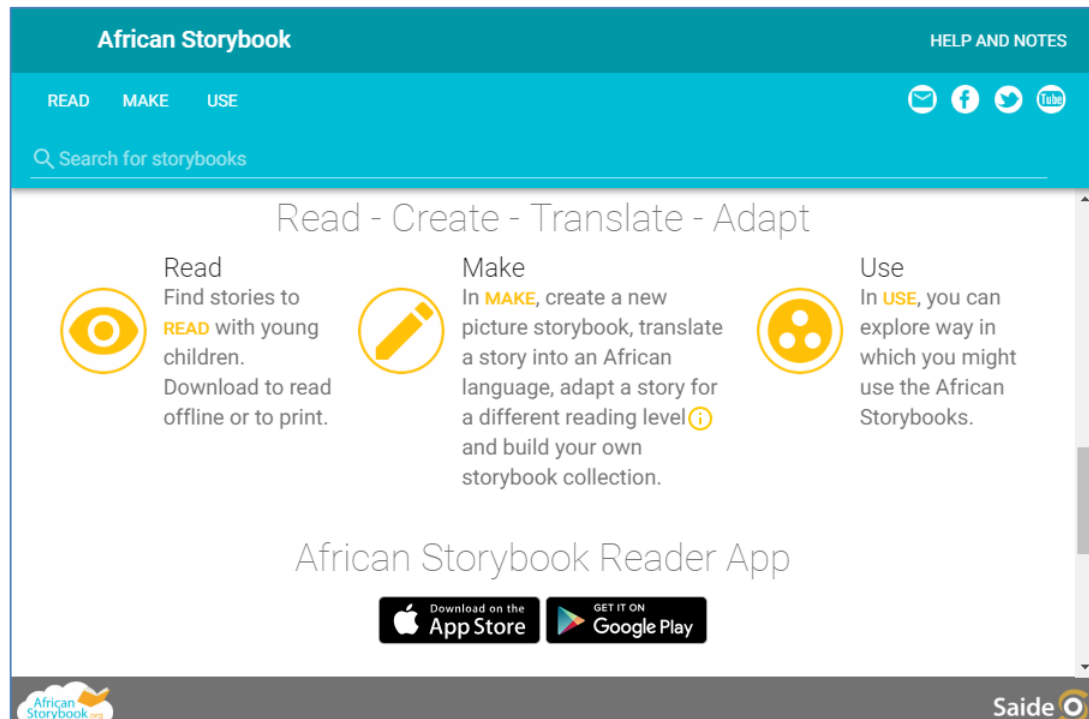 African Storybook
HELP AND NOTES
READ MAKE USE
Tube
Search for storybooks
Read - Create - Translate - Adapt
Read
Find stories to
READ with young
children.
Download to read
offline or to print.
Make
In MAKE, create a new
picture storybook, translate
a story into an African
language, adapt a story for
a different reading level
and build your own
storybook collection.
Use
In USE, you can
explore way in
which you might
use the African
Storybooks.
African Storybook Reader App
Download on the
App Store
GET IT ON
Google Play
African
Storybook.org
Saide